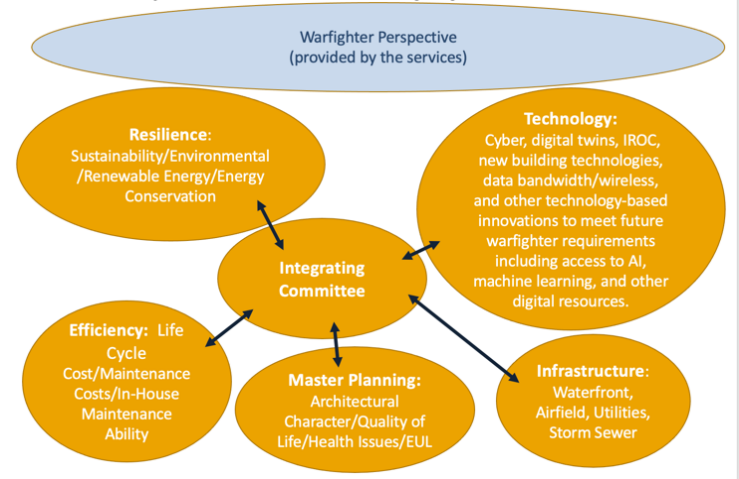 Warfighter Perspective
(provided by the services)
Resilience:
Sustainability/Environmental
/Renewable Energy/Energy
Conservation
Technology:
Cyber, digital twins, IROC,
new building technologies,
data bandwidth/wireless,
and other technology-based
innovations to meet future
warfighter requirements
including access to AI,
machine learning, and other
digital resources.
Integrating
Committee
Efficiency: Life
Cycle
Cost/Maintenance
Costs/In-House
Maintenance
Ability
Master Planning:
Architectural
Character/Quality of
Life/Health Issues/EUL
Infrastructure:
Waterfront,
Airfield, Utilities,
Storm Sewer